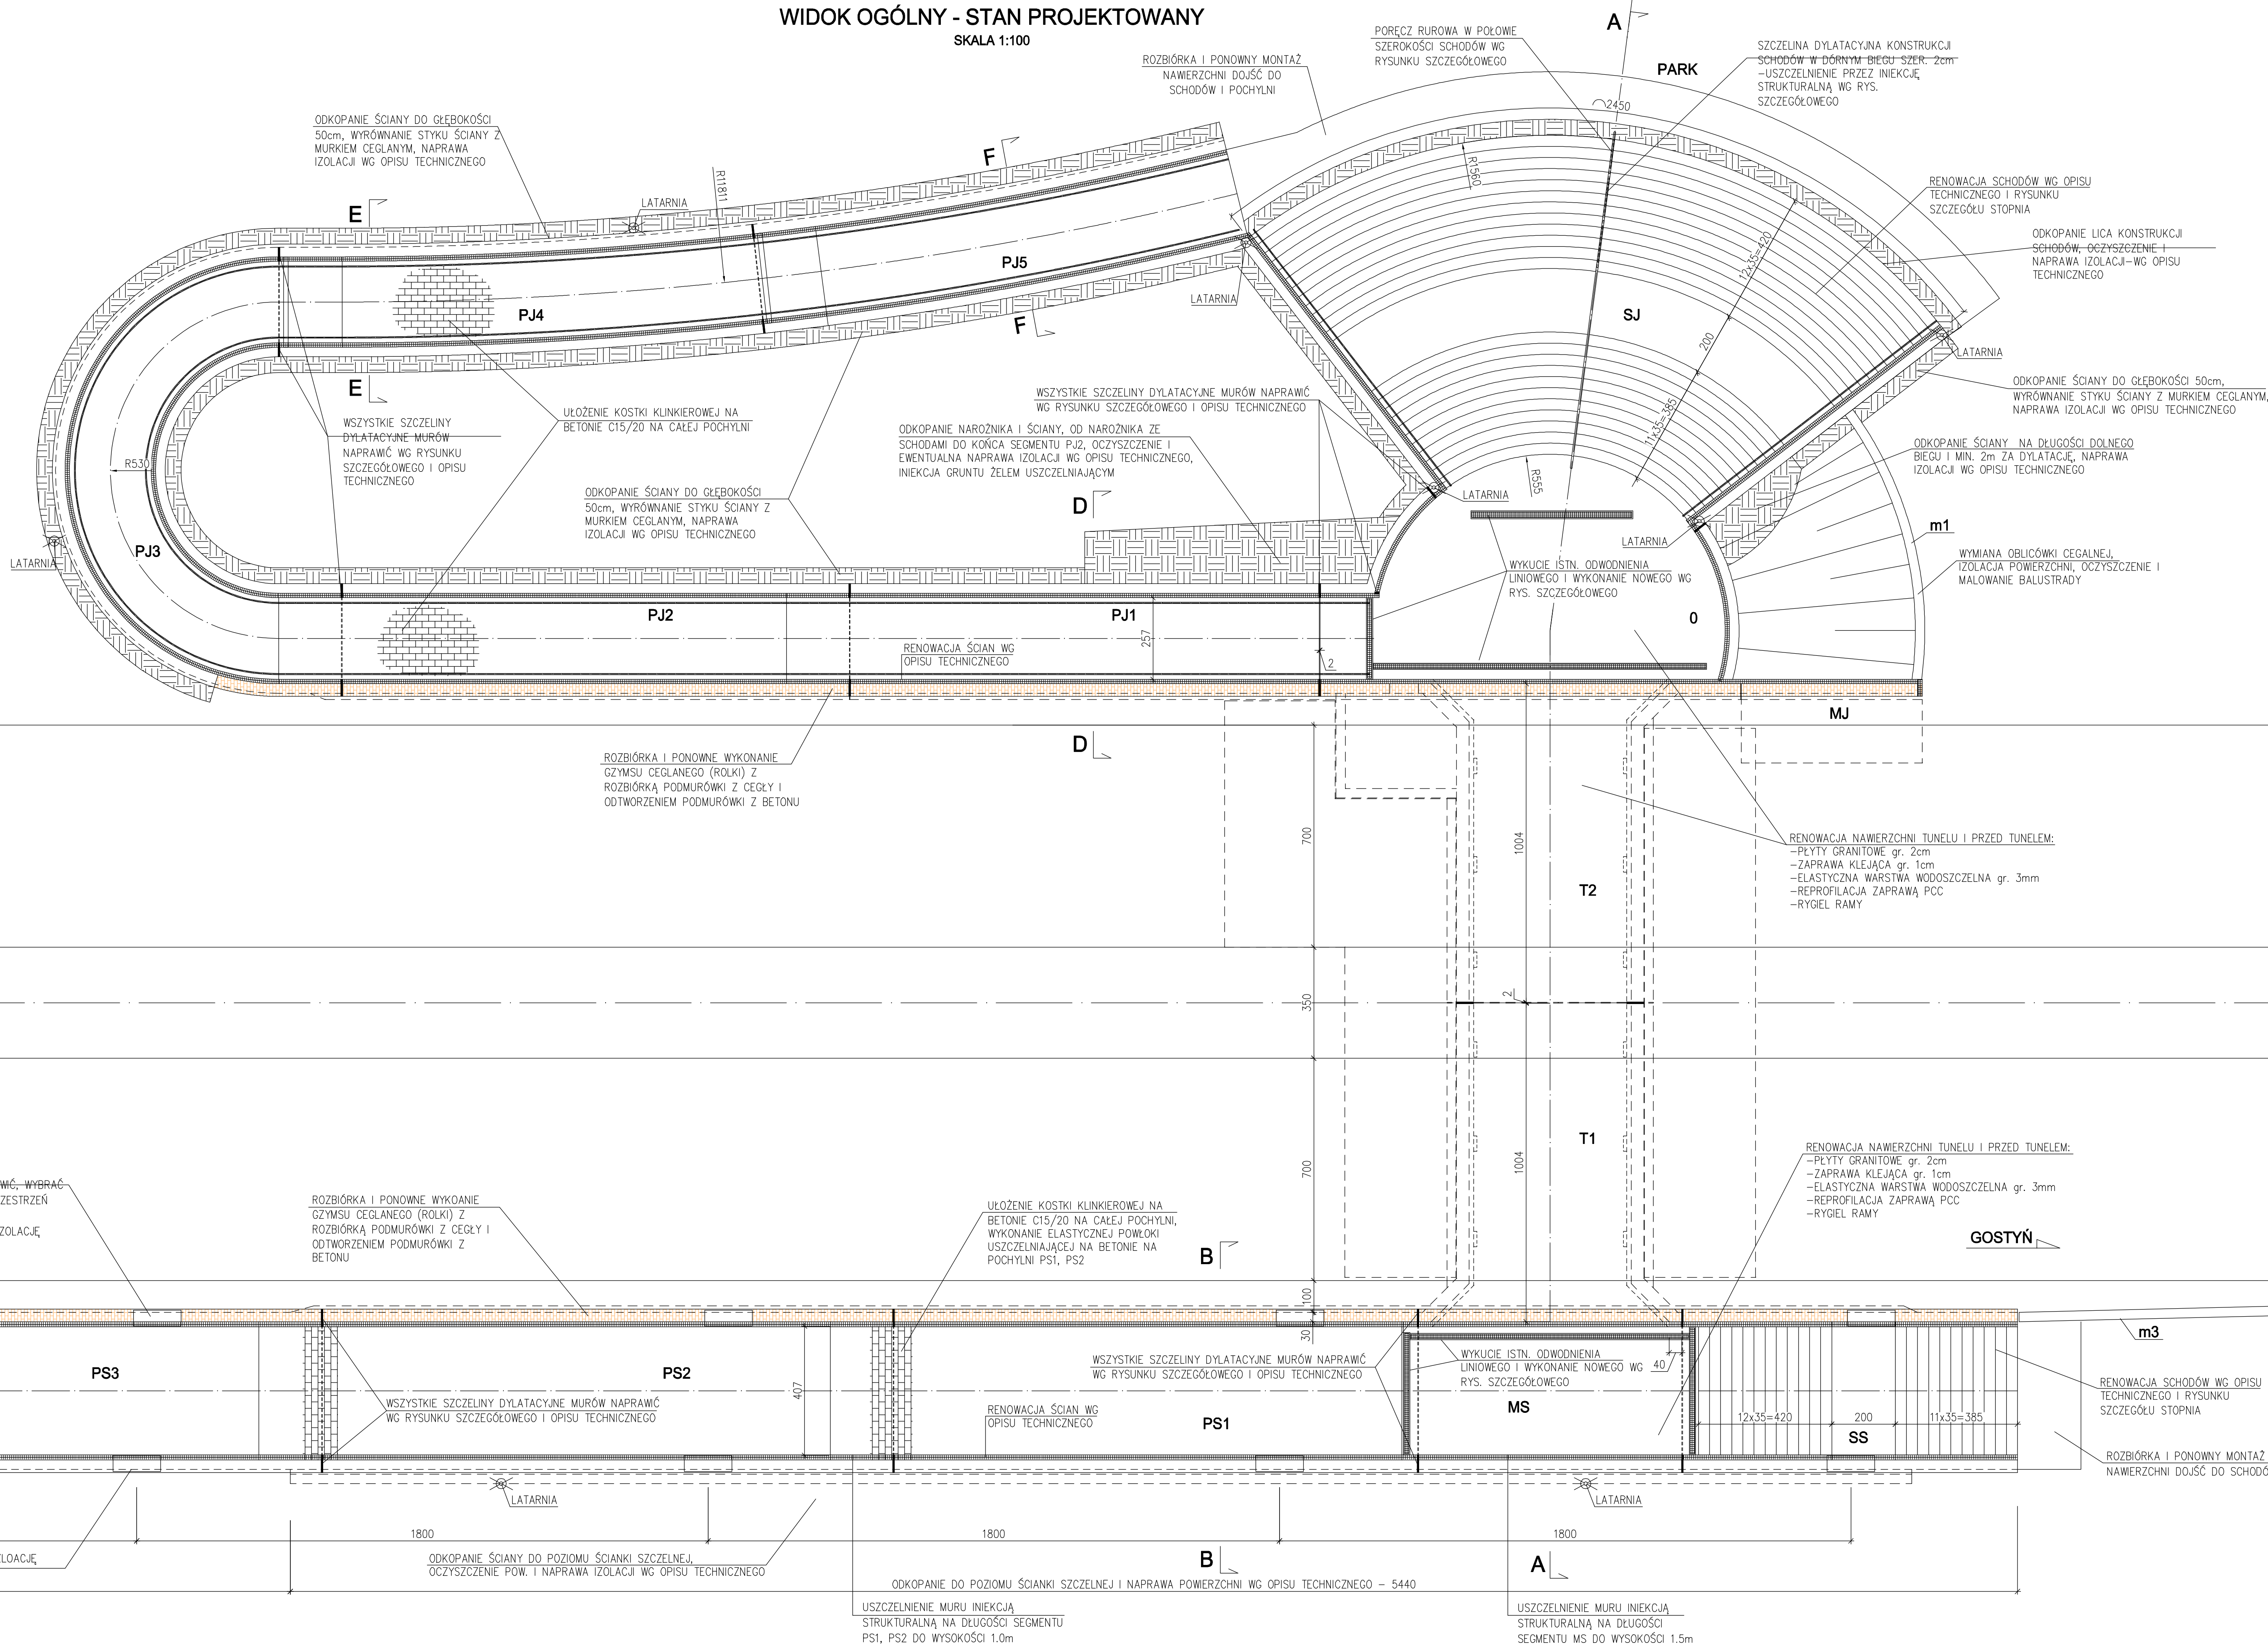 WIDOK OGÓLNY - STAN PROJEKTOWANY
SKALA 1:100
A
PORĘCZ RUROWA W POŁOWIE
SZEROKOŚCI SCHODÓW WG
RYSUNKU SZCZEGÓŁOWEGO
SZCZELINA DYLATACYJNA KONSTRUKCJI
SCHODÓW W DÓRNYM BIEGU SZER. 2cm
-USZCZELNIENIE PRZEZ INIEKCJĘ
STRUKTURALNĄ WG RYS.
SZCZEGÓŁOWEGO
PARK
ROZBIÓRKA I PONOWNY MONTAŻ
NAWIERZCHNI DOJŚĆ DO
SCHODÓW I POCHYLNI
2450
ODKOPANIE ŚCIANY DO GŁĘBOKOŚCI
50cm, WYRÓWNANIE STYKU ŚCIANY Z
MURKIEM CEGLANYM, NAPRAWA
IZOLACJI WG OPISU TECHNICZNEGO
F
R11811
R1560
RENOWACJA SCHODÓW WG OPISU
TECHNICZNEGO I RYSUNKU
SZCZEGÓŁU STOPNIA
E
LATARNIA
ODKOPANIE LICA KONSTRUKCJI
SCHODÓW, OCZYSZCZENIE I
NAPRAWA IZOLACJI-WG OPISU
TECHNICZNEGO
12x35=420
PJ5
LATARNIA
PJ4
F
SJ
200
LATARNIA
E
ODKOPANIE ŚCIANY DO GŁĘBOKOŚCI 50cm,
WYRÓWNANIE STYKU ŚCIANY Z MURKIEM CEGLANYM,
NAPRAWA IZOLACJI WG OPISU TECHNICZNEGO
WSZYSTKIE SZCZELINY DYLATACYJNE MURÓW NAPRAWIĆ
WG RYSUNKU SZCZEGÓŁOWEGO I OPISU TECHNICZNEGO
11x35=385
UŁOŻENIE KOSTKI KLINKIEROWEJ NA
BETONIE C15/20 NA CAŁEJ POCHYLNI
WSZYSTKIE SZCZELINY
DYLATACYJNE MURÓW
NAPRAWIĆ WG RYSUNKU
SZCZEGÓŁOWEGO I OPISU
TECHNICZNEGO
ODKOPANIE NAROŻNIKA I ŚCIANY, OD NAROŻNIKA ZE
SCHODAMI DO KOŃCA SEGMENTU PJ2, OCZYSZCZENIE I
EWENTUALNA NAPRAWA IZOLACJI WG OPISU TECHNICZNEGO,
INIEKCJA GRUNTU ŻELEM USZCZELNIAJĄCYM
ODKOPANIE ŚCIANY NA DŁUGOŚCI DOLNEGO
BIEGU I MIN. 2m ZA DYLATACJĘ, NAPRAWA
IZOLACJI WG OPISU TECHNICZNEGO
R530
R555
ODKOPANIE ŚCIANY DO GŁĘBOKOŚCI
50cm, WYRÓWNANIE STYKU ŚCIANY Z
MURKIEM CEGLANYM, NAPRAWA
IZOLACJI WG OPISU TECHNICZNEGO
D
LATARNIA
m1
PJ3
LATARNIA
LATARNIA
WYMIANA OBLICÓWKI CEGALNEJ,
IZOLACJA POWIERZCHNI, OCZYSZCZENIE I
MALOWANIE BALUSTRADY
WYKUCIE ISTN. ODWODNIENIA
LINIOWEGO I WYKONANIE NOWEGO WG
RYS. SZCZEGÓŁOWEGO
PJ2
PJ1
0
257
RENOWACJA ŚCIAN WG
OPISU TECHNICZNEGO
2
MJ
D
ROZBIÓRKA I PONOWNE WYKONANIE
GZYMSU CEGLANEGO (ROLKI) Z
ROZBIÓRKĄ PODMURÓWKI Z CEGŁY I
ODTWORZENIEM PODMURÓWKI Z BETONU
700
1004
RENOWACJA NAWIERZCHNI TUNELU I PRZED TUNELEM:
-PŁYTY GRANITOWE gr. 2cm
-ZAPRAWA KLEJĄCA gr. 1cm
-ELASTYCZNA WARSTWA WODOSZCZELNA gr. 3mm
-REPROFILACJA ZAPRAWĄ PCC
-RYGIEL RAMY
T2
350
2
T1
700
1004
RENOWACJA NAWIERZCHNI TUNELU I PRZED TUNELEM:
-PŁYTY GRANITOWE gr. 2cm
-ZAPRAWA KLEJĄCA gr. 1cm
-ELASTYCZNA WARSTWA WODOSZCZELNA gr. 3mm
-REPROFILACJA ZAPRAWĄ PCC
-RYGIEL RAMY
WIĆ, WYBRAĆ
ZESTRZEŃ
ZOLACJĘ
ROZBIÓRKA I PONOWNE WYKOANIE
GZYMSU CEGLANEGO (ROLKI) Z
ROZBIÓRKĄ PODMURÓWKI Z CEGŁY I
ODTWORZENIEM PODMURÓWKI Z
BETONU
UŁOŻENIE KOSTKI KLINKIEROWEJ NA
BETONIE C15/20 NA CAŁEJ POCHYLNI,
WYKONANIE ELASTYCZNEJ POWŁOKI
USZCZELNIAJĄCEJ NA BETONIE NA
POCHYLNI PS1, PS2
B
GOSTYŃ
100
30
m3
WSZYSTKIE SZCZELINY DYLATACYJNE MURÓW NAPRAWIĆ
WG RYSUNKU SZCZEGÓŁOWEGO I OPISU TECHNICZNEGO
WYKUCIE ISTN. ODWODNIENIA
LINIOWEGO I WYKONANIE NOWEGO WG
RYS. SZCZEGÓŁOWEGO
40
PS3
PS2
407
RENOWACJA SCHODÓW WG OPISU
TECHNICZNEGO I RYSUNKU
SZCZEGÓŁU STOPNIA
WSZYSTKIE SZCZELINY DYLATACYJNE MURÓW NAPRAWIĆ
WG RYSUNKU SZCZEGÓŁOWEGO I OPISU TECHNICZNEGO
RENOWACJA ŚCIAN WG
OPISU TECHNICZNEGO
PS1
MS
12x35=420
200
11x35=385
SS
ROZBIÓRKA I PONOWNY MONTAŻ
NAWIERZCHNI DOJŚĆ DO SCHODÓ
LATARNIA
LATARNIA
1800
1800
1800
LOACJĘ
ODKOPANIE ŚCIANY DO POZIOMU ŚCIANKI SZCZELNEJ,
OCZYSZCZENIE POW. I NAPRAWA IZOLACJI WG OPISU TECHNICZNEGO
B
A
ODKOPANIE DO POZIOMU ŚCIANKI SZCZELNEJ I NAPRAWA POWIERZCHNI WG OPISU TECHNICZNEGO - 5440
USZCZELNIENIE MURU INIEKCJĄ
STRUKTURALNĄ NA DŁUGOŚCI SEGMENTU
PS1, PS2 DO WYSOKOŚCI 1.0m
USZCZELNIENIE MURU INIEKCJĄ
STRUKTURALNĄ NA DŁUGOŚCI
SEGMENTU MS DO WYSOKOŚCI 1.5m